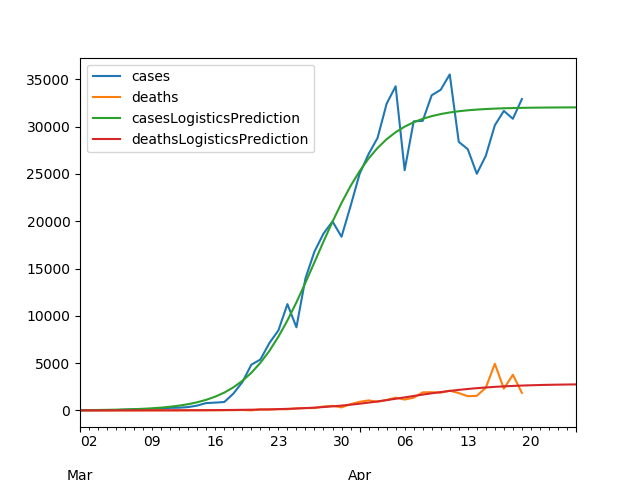 cases
deaths
casesLogisticsPrediction
deathsLogisticsPrediction
35000
30000
25000
20000
15000
10000
5000
0
02 09 16 23 30 06 13 20
Mar Apr